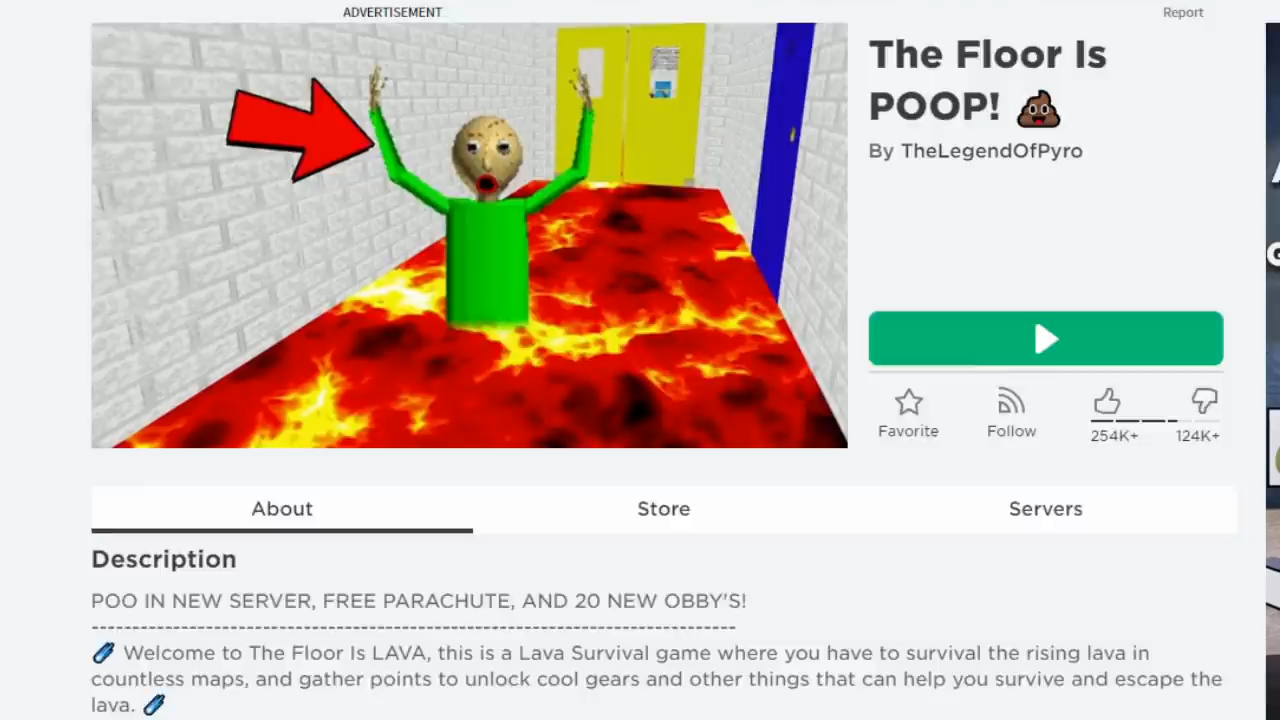 ADVERTISEMENT
Report
The Floor Is
POOP! 💩
By TheLegendOfPyro
Favorite
Follow
254K+
124K+
About
Store
Servers
Description
POO IN NEW SERVER, FREE PARACHUTE, AND 20 NEW OBBY'S!
--------------------------------------------------------------------------------
Welcome to The Floor Is LAVA, this is a Lava Survival game where you have to survival the rising lava in
countless maps, and gather points to unlock cool gears and other things that can help you survive and escape the
lava.